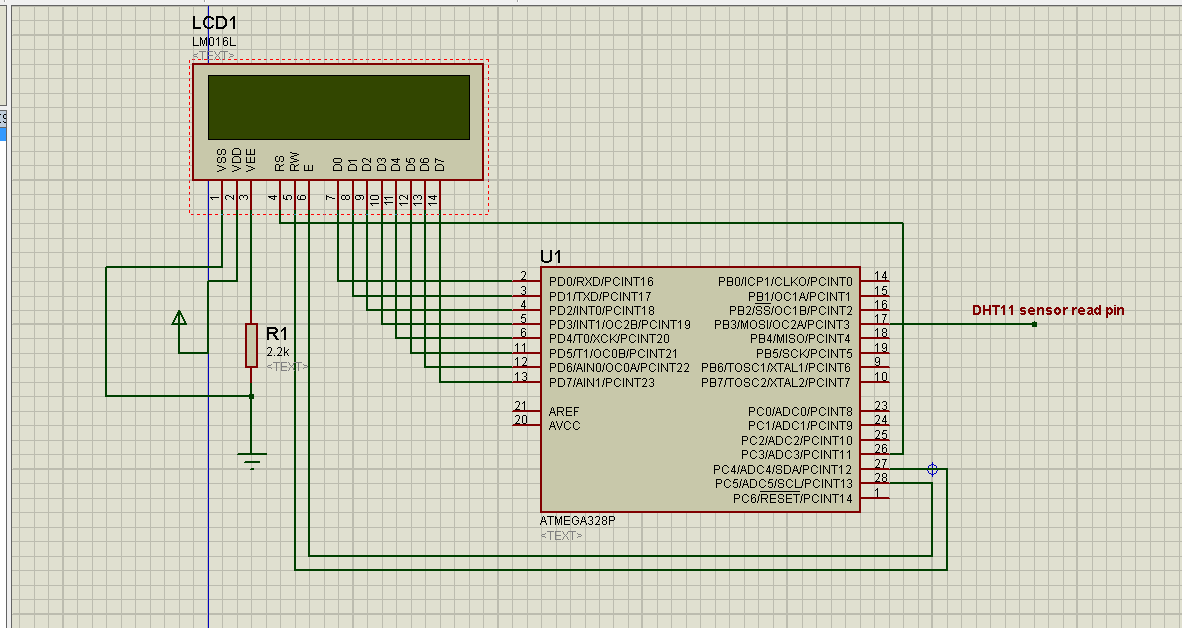 LCD1
LM016L
<TEXT>
VSS
VDD
VEE
RS
RW
E
D0
D1
D2
D3
D4
D5
D6
D7
1
2
3
4
5
6
7
8
9
10
11
12
13
14
R1
2.2k
<TEXT>
U1
2 PD0/RXD/PCINT16 PB0/ICP1/CLKO/PCINT0 14
3 PD1/TXD/PCINT17 PB1/OC1A/PCINT1 15
4 PD2/INT0/PCINT18 PB2/SS/OC1B/PCINT2 16
5 PD3/INT1/OC2B/PCINT19 PB3/MOSI/OC2A/PCINT3 17
DHT11 sensor read pin
6 PD4/T0/XCK/PCINT20 PB4/MISO/PCINT4 18
11 PD5/T1/OC0B/PCINT21 PB5/SCK/PCINT5 19
12 PD6/AIN0/OC0A/PCINT22 PB6/TOSC1/XTAL1/PCINT6 9
13 PD7/AIN1/PCINT23 PB7/TOSC2/XTAL2/PCINT7 10
21 AREF PC0/ADC0/PCINT8 23
20 AVCC PC1/ADC1/PCINT9 24
PC2/ADC2/PCINT10 25
PC3/ADC3/PCINT11 26
PC4/ADC4/SDA/PCINT12 27
PC5/ADC5/SCL/PCINT13 28
PC6/RESET/PCINT14 1
ATMEGA328P
<TEXT>